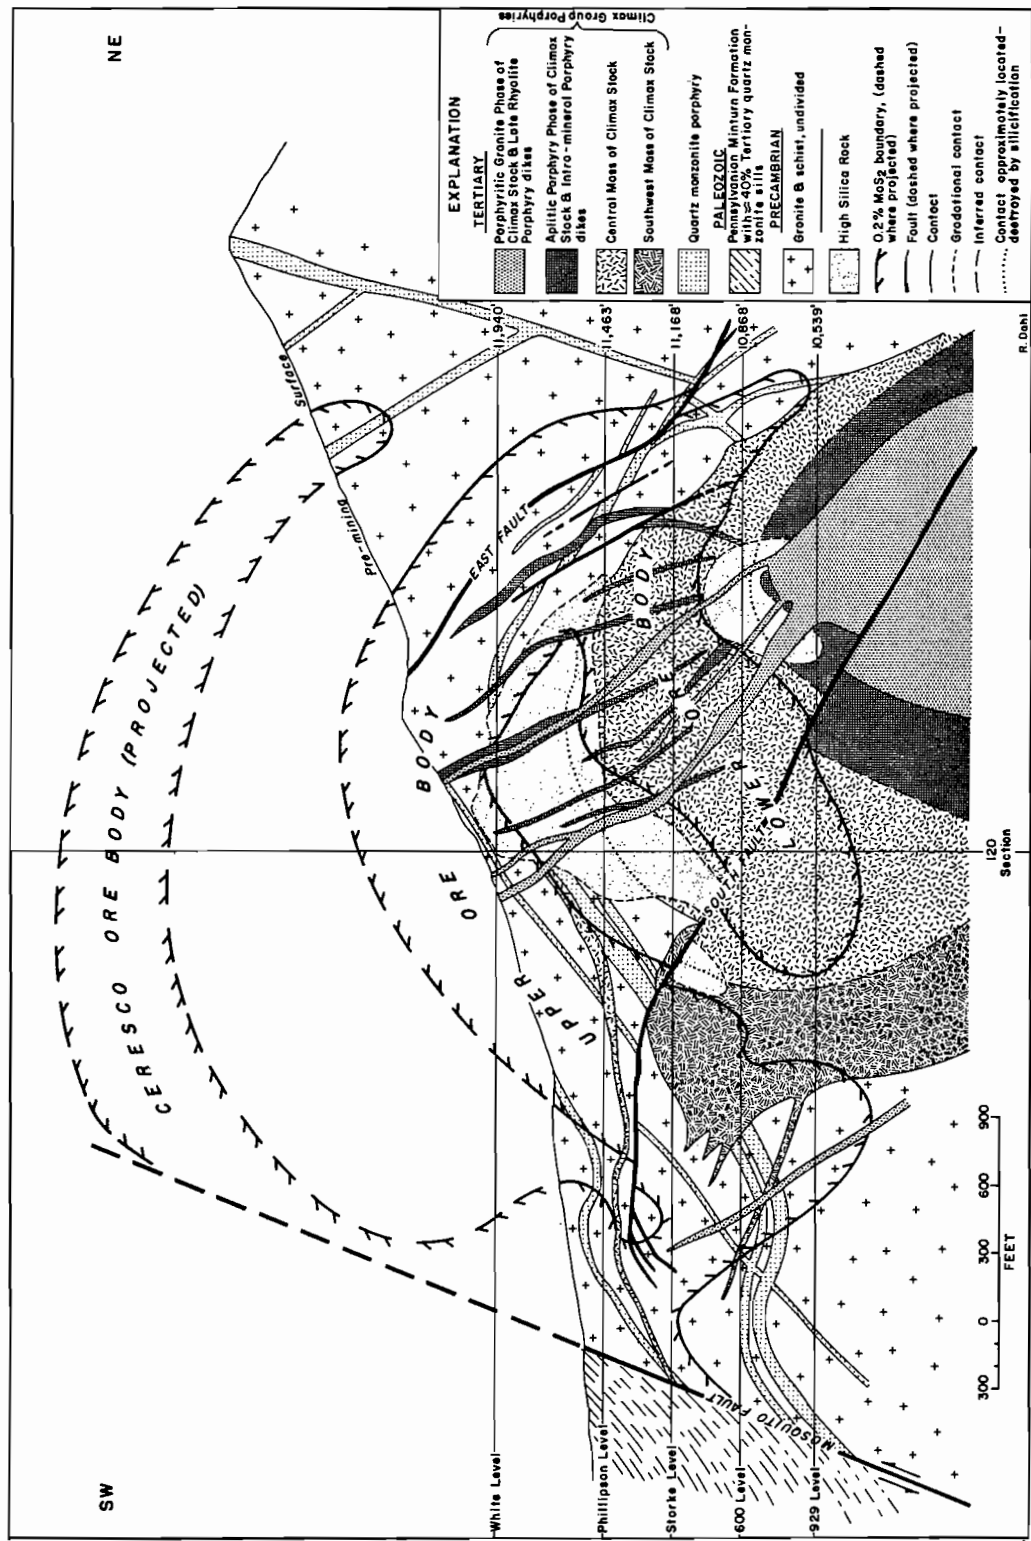 SW
NE
CERESCO ORE BODY (PROJECTED)
Surface
Pre-mining
UPPER ORE BODY
EAST FAULT
LOWER ORE BODY
SOUTH FAULT
MOSQUITO FAULT
White Level
11,940'
Phillipson Level
11,463'
Storke Level
11,168'
600 Level
10,868'
929 Level
10,539'
300 0 300 600 900
FEET
120
Section
R. Dahl
EXPLANATION
TERTIARY
Porphyritic Granite Phase of
Climax Stock & Late Rhyolite
Porphyry dikes
Aplitic Porphyry Phase of Climax
Stock & Intra-mineral Porphyry
dikes
Central Mass of Climax Stock
Southwest Mass of Climax Stock
Climax Group Porphyries
Quartz monzonite porphyry
PALEOZOIC
Pennsylvanian Minturn Formation
with ≈ 40% Tertiary quartz mon-
zonite sills
PRECAMBRIAN
Granite & schist, undivided
High Silica Rock
0.2% MoS2 boundary, (dashed
where projected)
Fault (dashed where projected)
Contact
Gradational contact
Inferred contact
Contact approximately located-
destroyed by silicification